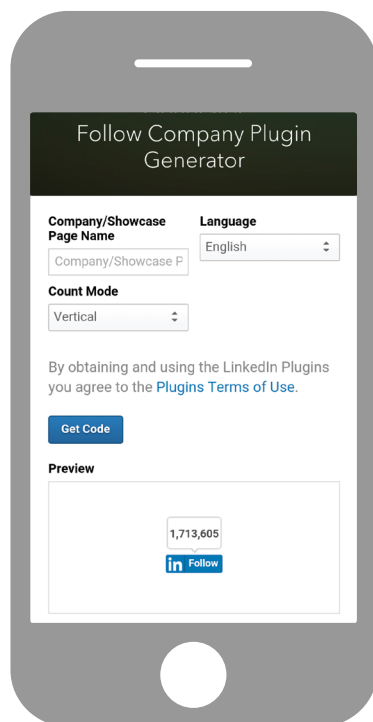 Follow Company Plugin
Generator
Company/Showcase
Page Name
Language
Company/Showcase P
English
Count Mode
Vertical
By obtaining and using the LinkedIn Plugins
you agree to the Plugins Terms of Use.
Get Code
Preview
1,713,605
in Follow